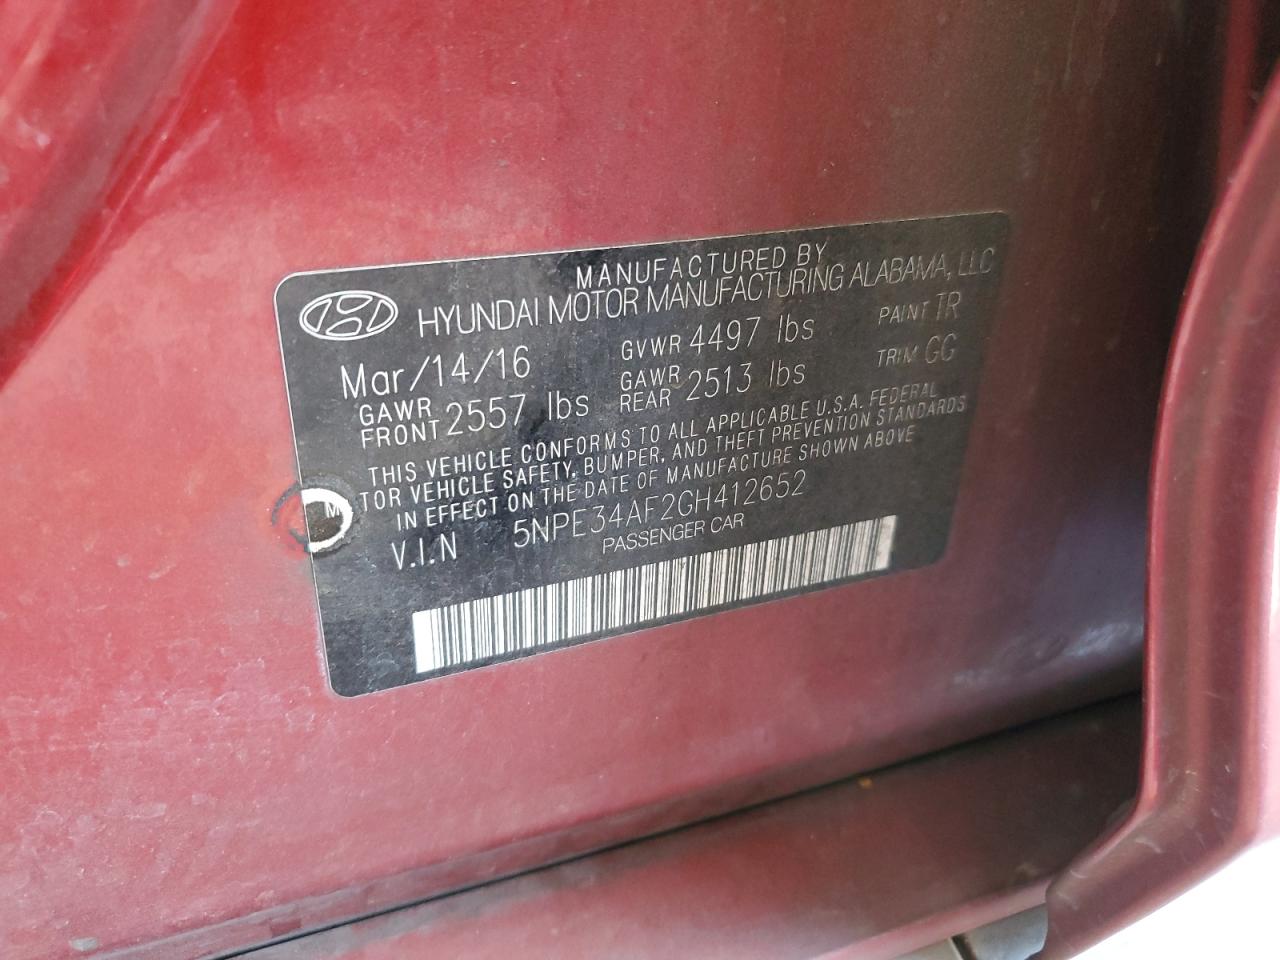 MANUFACTURED BY
HYUNDAI MOTOR MANUFACTURING ALABAMA, LLC
Mar/14/16 GVWR 4497 lbs PAINT TR
GAWR FRONT 2557 lbs GAWR REAR 2513 lbs TRIM GG
THIS VEHICLE CONFORMS TO ALL APPLICABLE U.S.A. FEDERAL
TOR VEHICLE SAFETY, BUMPER, AND THEFT PREVENTION STANDARDS
IN EFFECT ON THE DATE OF MANUFACTURE SHOWN ABOVE
V.I.N 5NPE34AF2GH412652
PASSENGER CAR